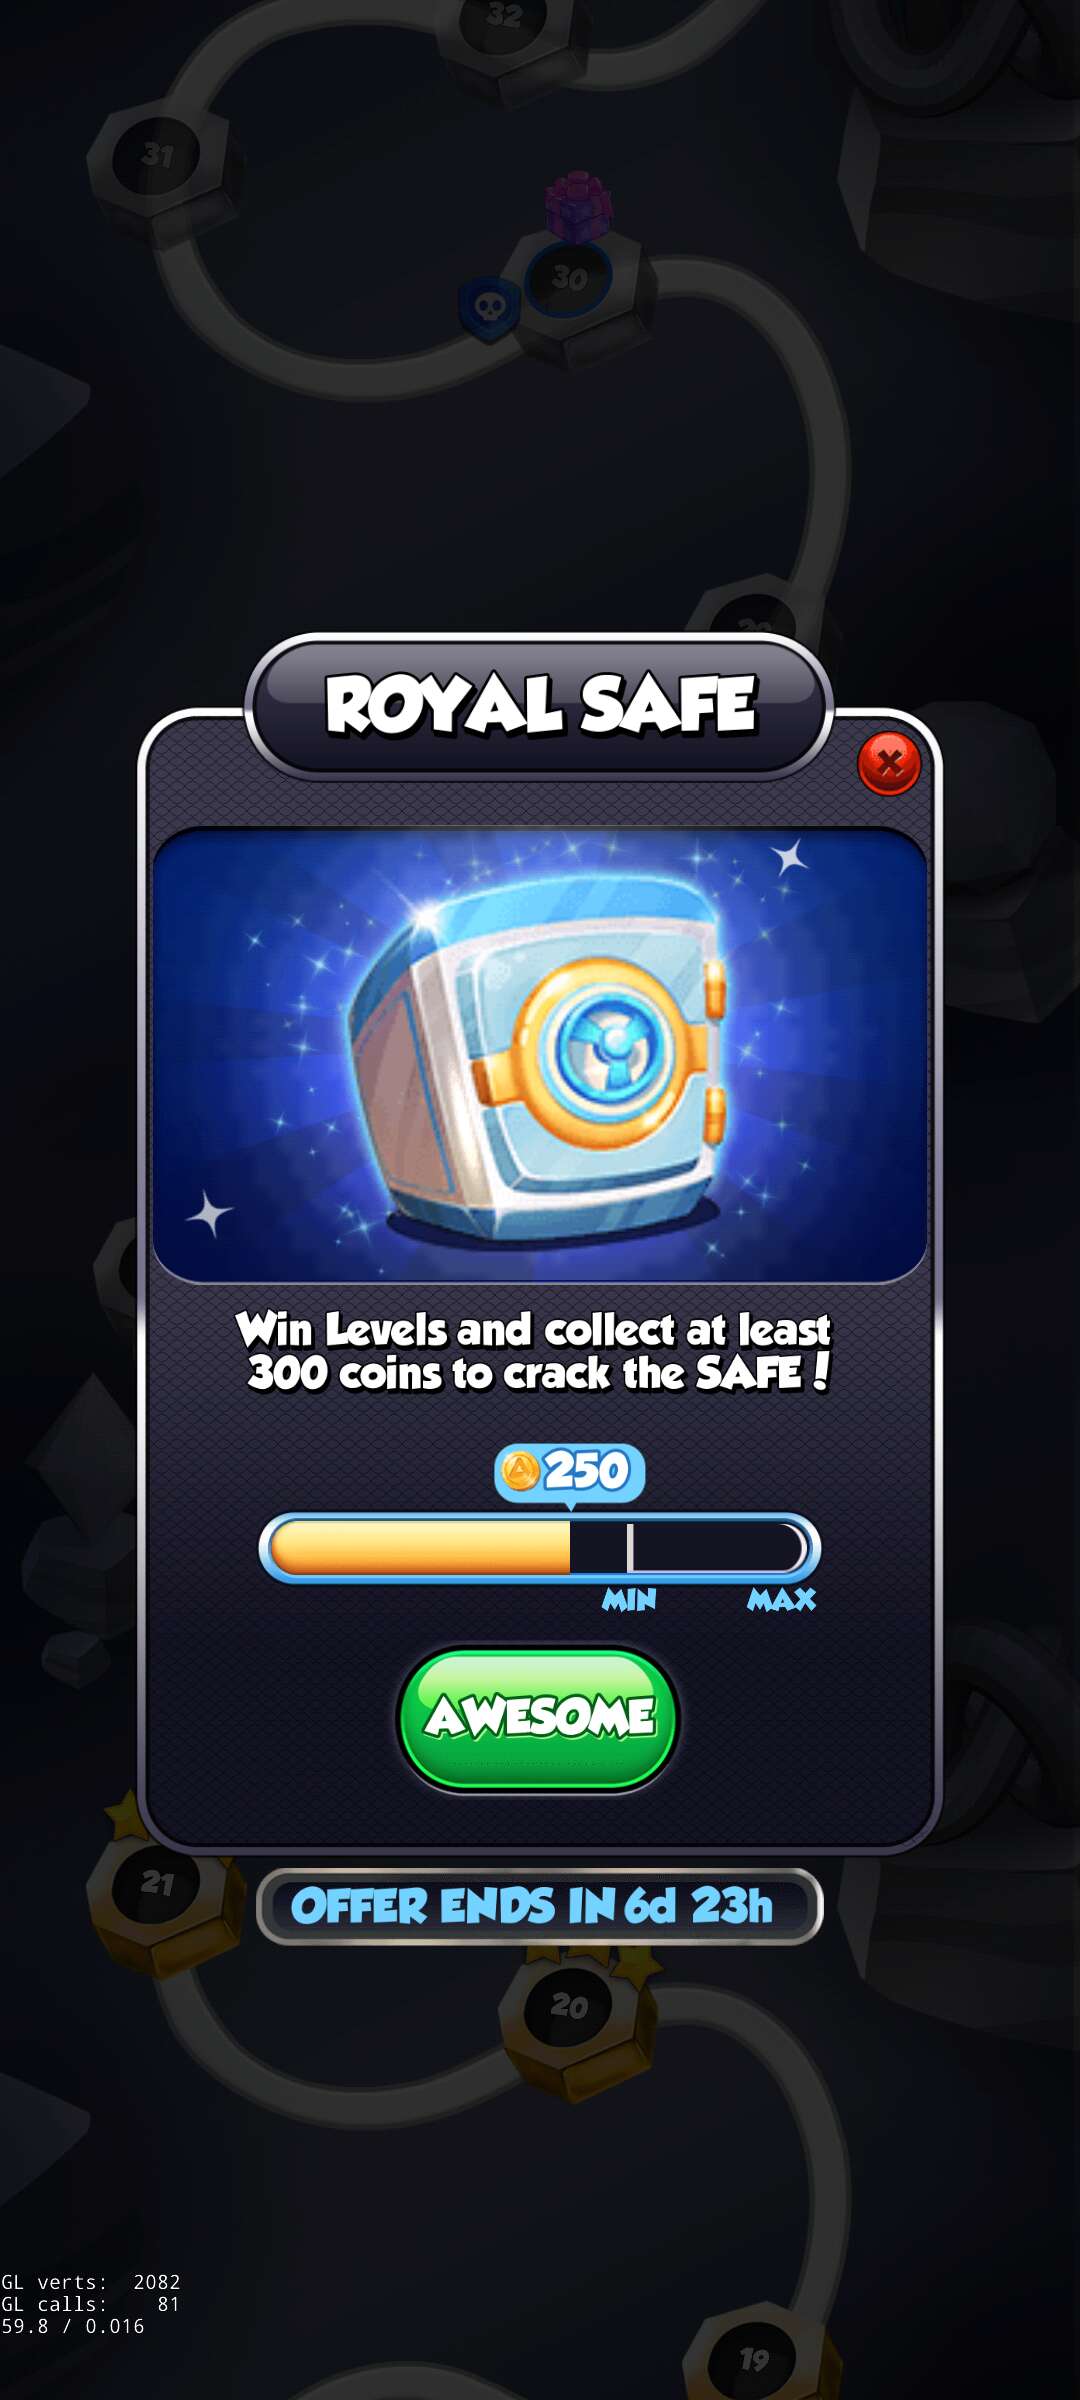 32
31
30
ROYAL SAFE
Win Levels and collect at least
300 coins to crack the SAFE!
250
MIN MAX
AWESOME
21
OFFER ENDS IN 6d 23h
20
GL verts: 2082
GL calls: 81
59.8 / 0.016
19